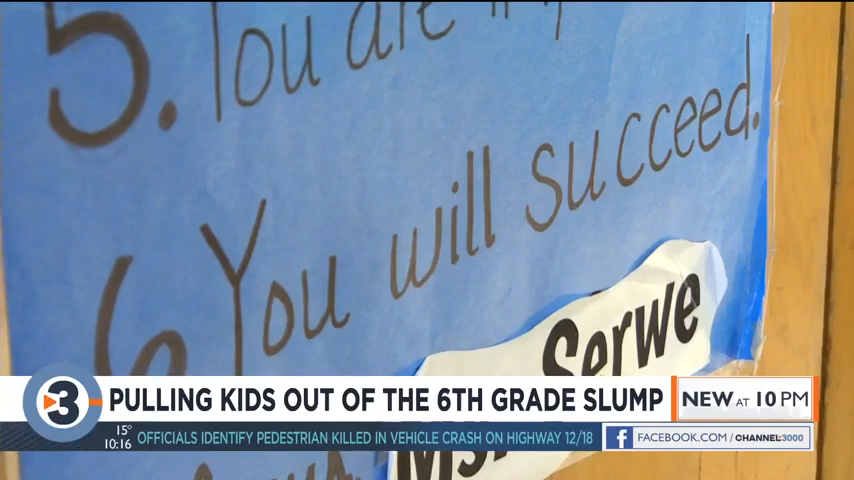 5. You are
6. You will succeed.
Serwe
3 PULLING KIDS OUT OF THE 6TH GRADE SLUMP NEW AT 10 PM
15°
10:16 OFFICIALS IDENTIFY PEDESTRIAN KILLED IN VEHICLE CRASH ON HIGHWAY 12/18 f FACEBOOK.COM / CHANNEL3000